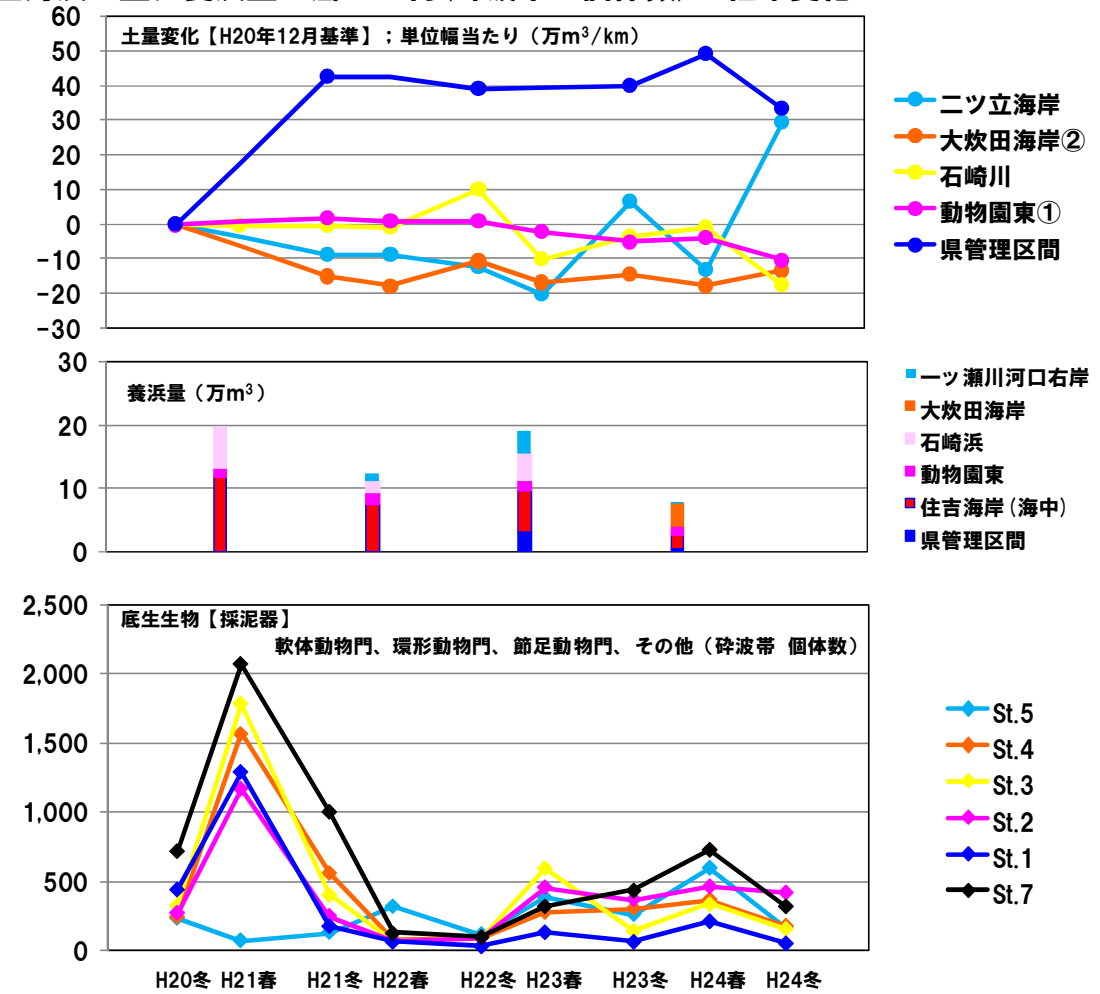 土量変化【H20年12月基準】；単位幅当たり（万m³/km）
60
50
40
30
20
10
0
-10
-20
-30
二ツ立海岸
大炊田海岸②
石崎川
動物園東①
県管理区間
養浜量（万m³）
30
20
10
0
一ッ瀬川河口右岸
大炊田海岸
石崎浜
動物園東
住吉海岸(海中)
県管理区間
底生生物【採泥器】
軟体動物門、環形動物門、節足動物門、その他（砕波帯 個体数）
2,500
2,000
1,500
1,000
500
0
St.5
St.4
St.3
St.2
St.1
St.7
H20冬 H21春 H21冬 H22春 H22冬 H23春 H23冬 H24春 H24冬